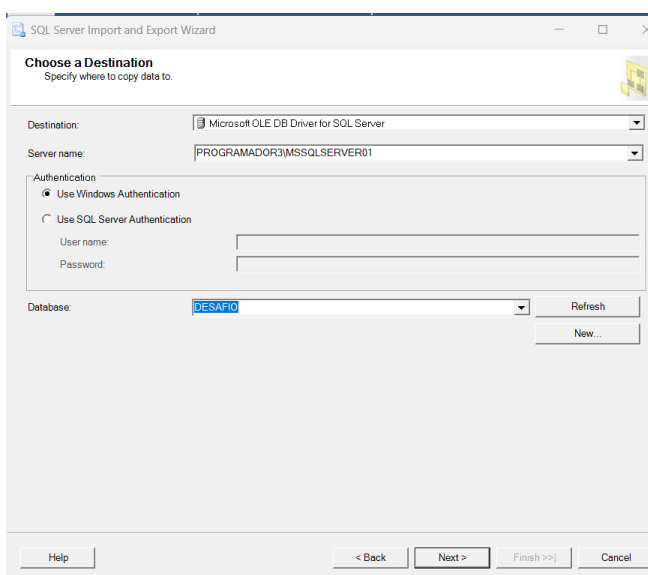 SQL Server Import and Export Wizard
Choose a Destination
Specify where to copy data to.
Destination: Microsoft OLE DB Driver for SQL Server
Server name: PROGRAMADOR3\MSSQLSERVER01
Authentication
Use Windows Authentication
Use SQL Server Authentication
User name:
Password:
Database: DESAFIO Refresh
New...
Help < Back Next > Finish >>| Cancel